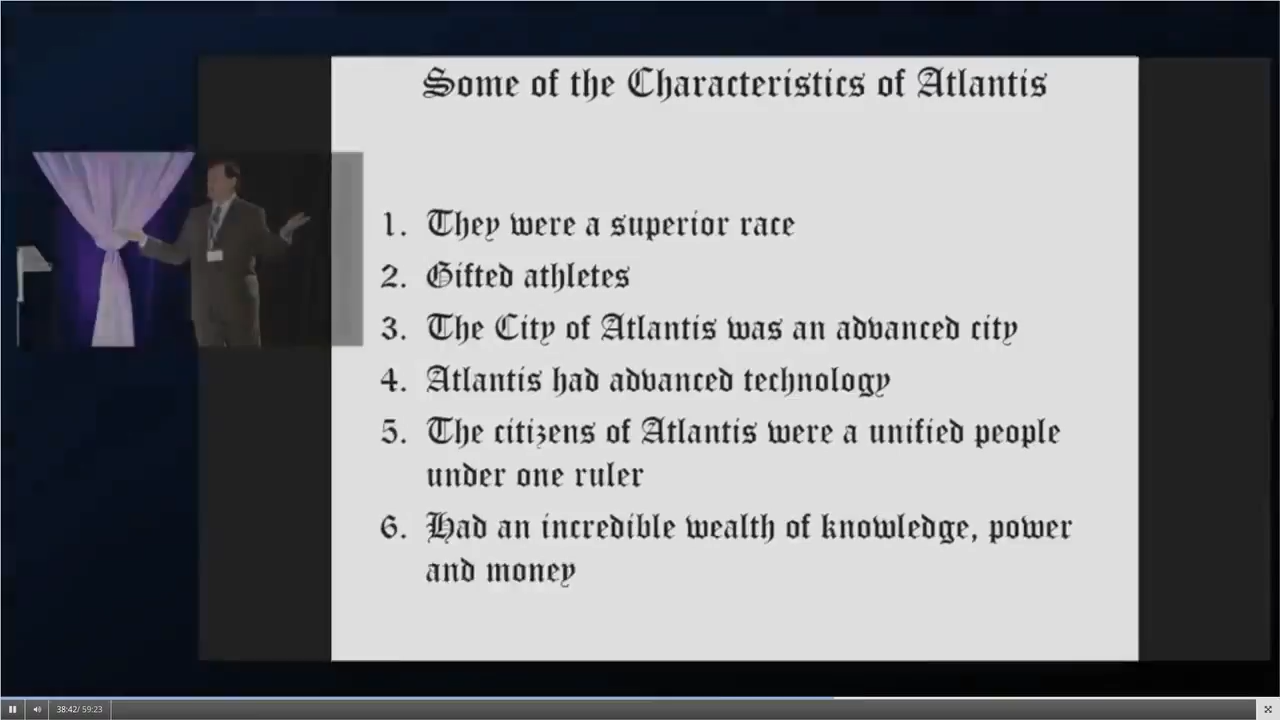 Some of the Characteristics of Atlantis
1. They were a superior race
2. Gifted athletes
3. The City of Atlantis was an advanced city
4. Atlantis had advanced technology
5. The citizens of Atlantis were a unified people
under one ruler
6. Had an incredible wealth of knowledge, power
and money
38:42/ 59:23